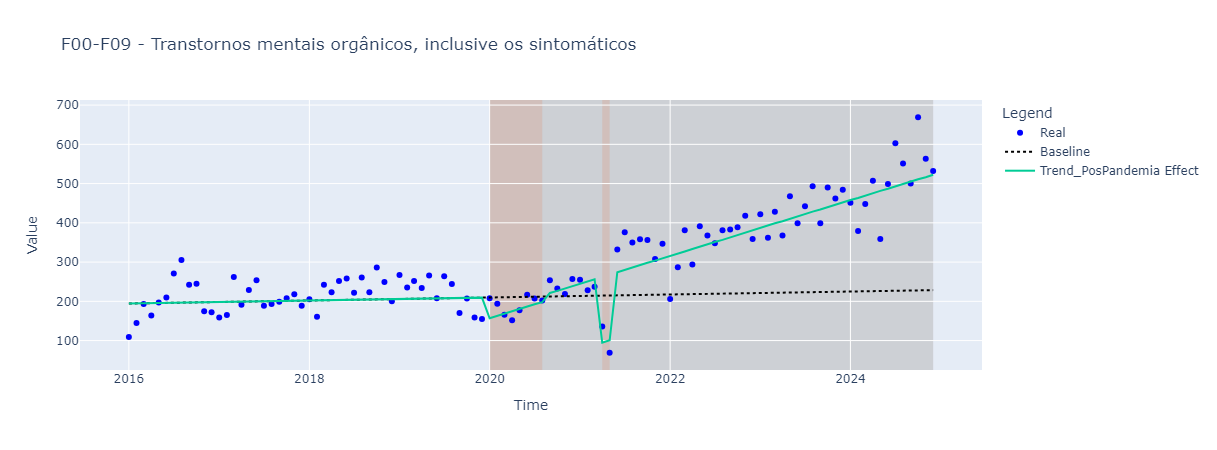 F00-F09 - Transtornos mentais orgânicos, inclusive os sintomáticos
Legend
Real
Baseline
Trend_PosPandemia Effect
Value
700
600
500
400
300
200
100
2016
2018
2020
2022
2024
Time